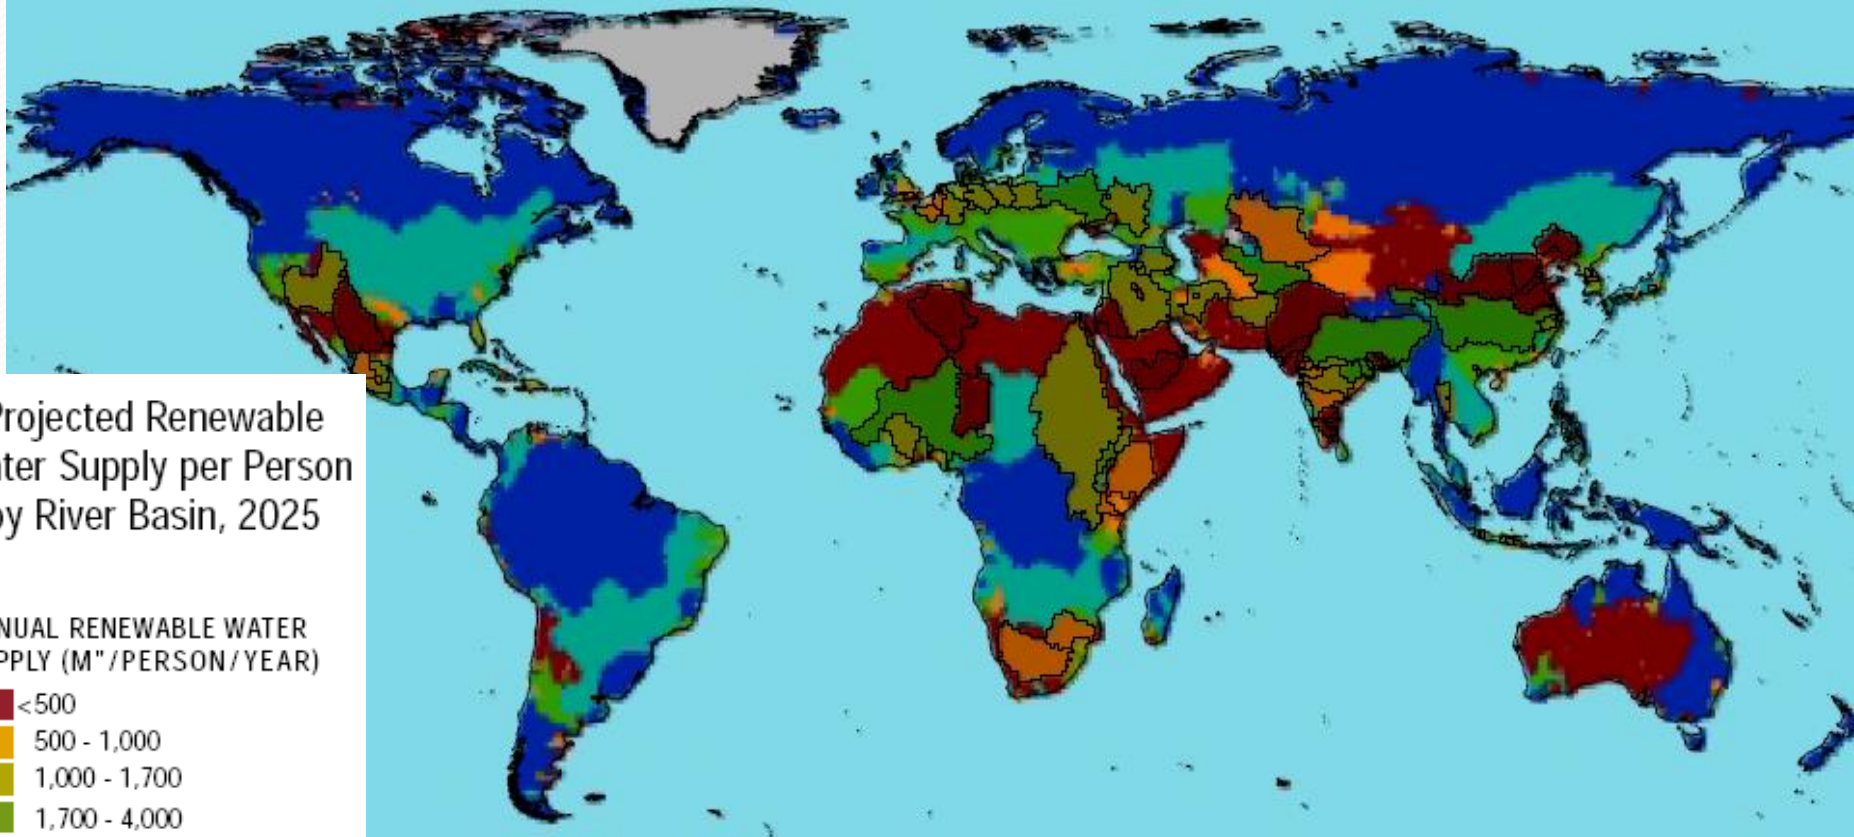 Projected Renewable
ater Supply per Person
by River Basin, 2025
NUAL RENEWABLE WATER
PPLY (M"/PERSON/YEAR)
<500
500 - 1,000
1,000 - 1,700
1,700 - 4,000